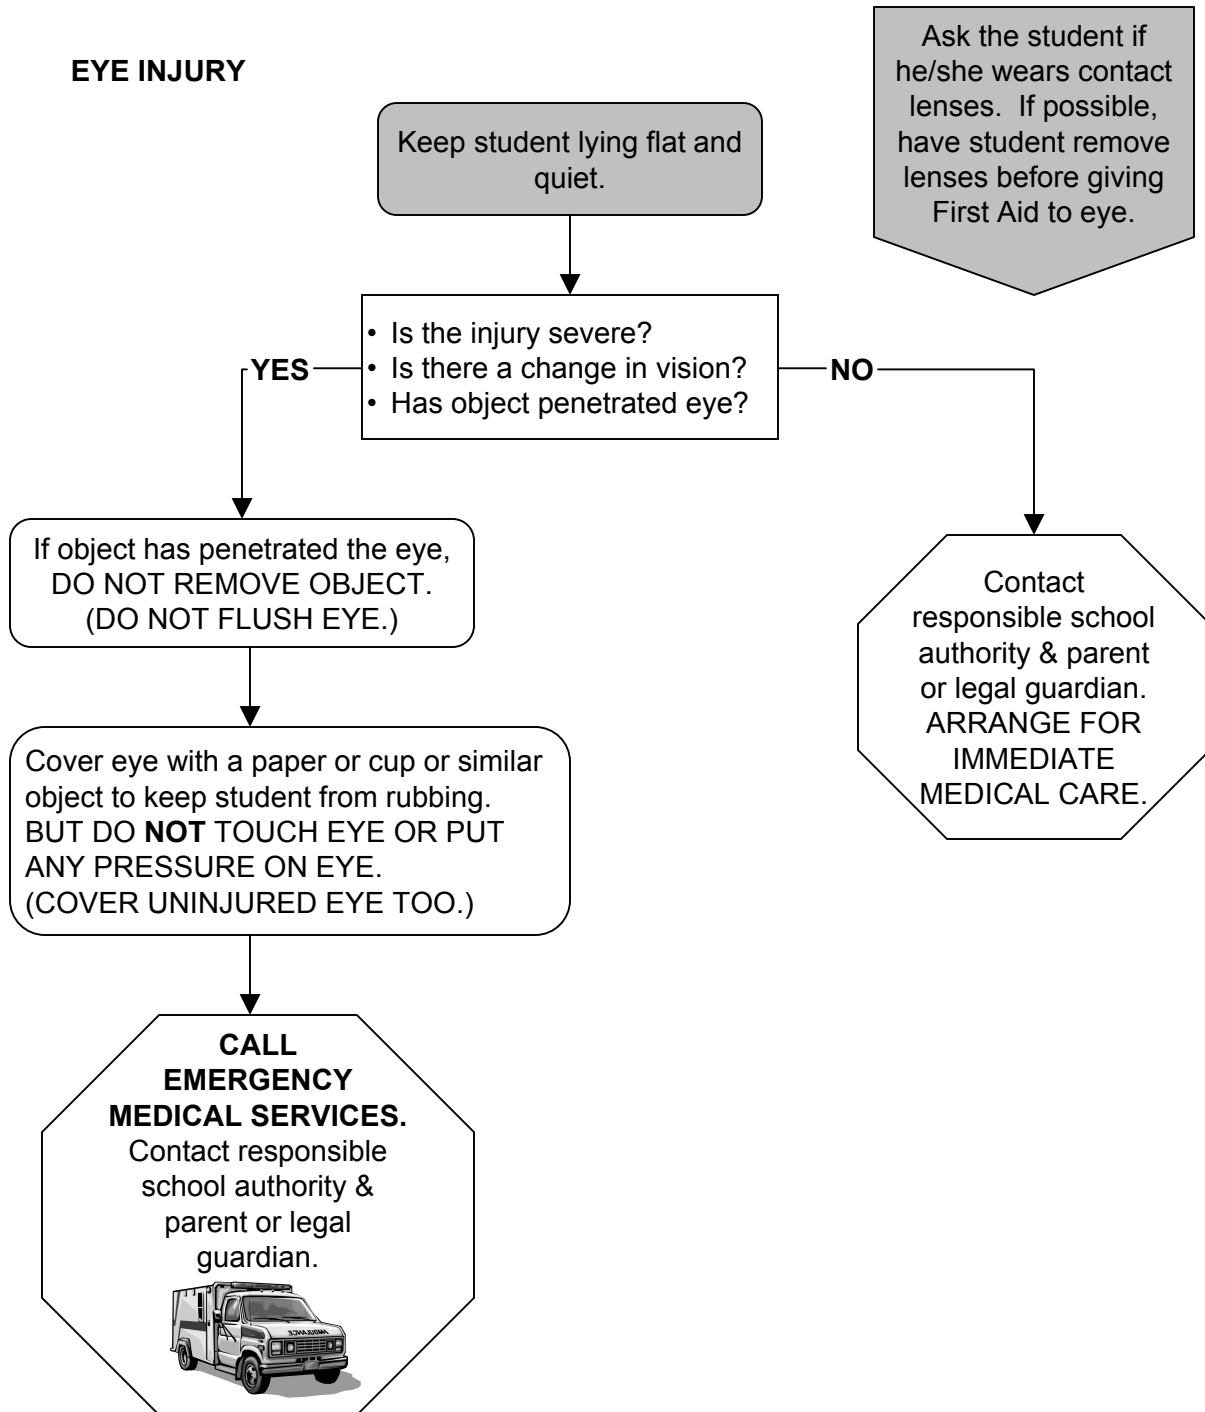 EYE INJURY
Ask the student if
he/she wears contact
lenses.  If possible,
have student remove
lenses before giving
First Aid to eye.
Keep student lying flat and
quiet.
• Is the injury severe?
• Is there a change in vision?
• Has object penetrated eye?
YES
NO
If object has penetrated the eye,
DO NOT REMOVE OBJECT.
(DO NOT FLUSH EYE.)
Contact
responsible school
authority & parent
or legal guardian.
ARRANGE FOR
IMMEDIATE
MEDICAL CARE.
Cover eye with a paper or cup or similar
object to keep student from rubbing.
BUT DO NOT TOUCH EYE OR PUT
ANY PRESSURE ON EYE.
(COVER UNINJURED EYE TOO.)
CALL
EMERGENCY
MEDICAL SERVICES.
Contact responsible
school authority &
parent or legal
guardian.
AMBULANCE